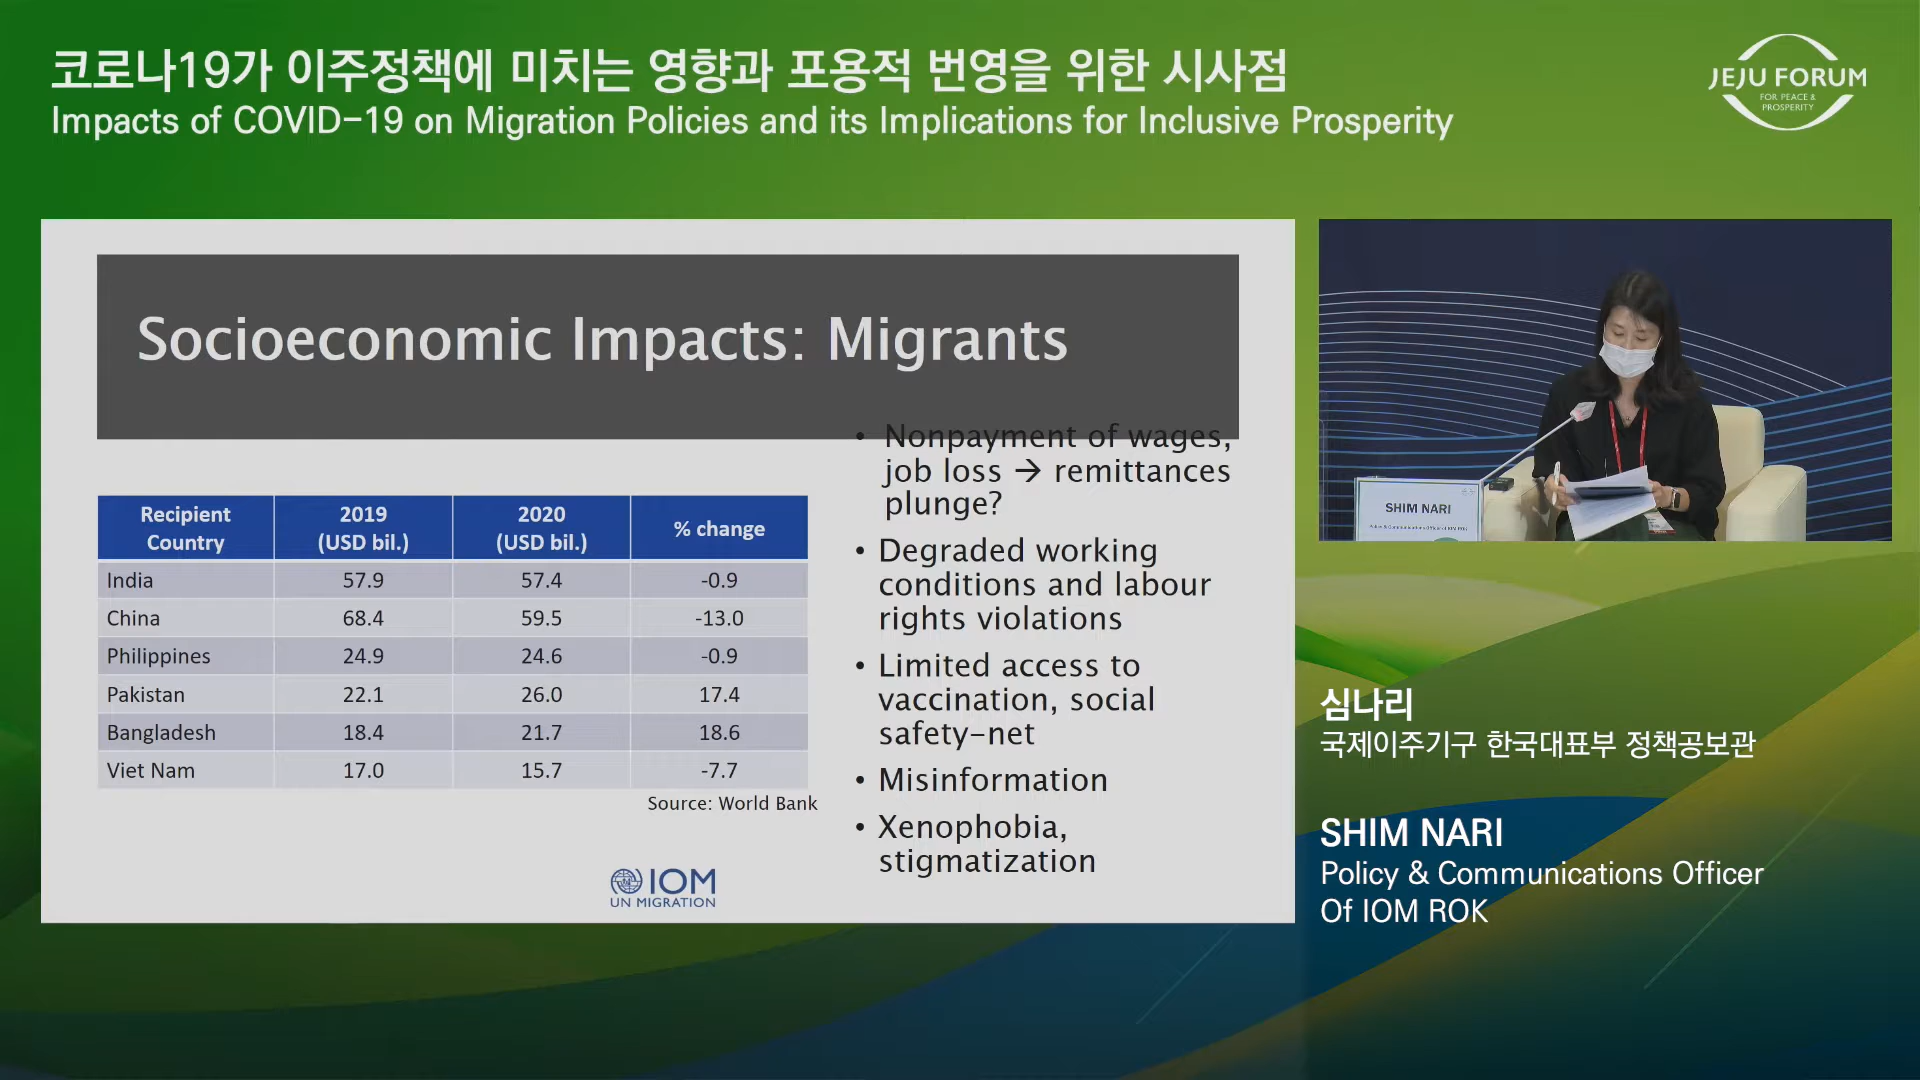 코로나19가 이주정책에 미치는 영향과 포용적 번영을 위한 시사점
Impacts of COVID-19 on Migration Policies and its Implications for Inclusive Prosperity
JEJU FORUM
FOR PEACE &
PROSPERITY
Socioeconomic Impacts: Migrants
Recipient Country | 2019 (USD bil.) | 2020 (USD bil.) | % change
India | 57.9 | 57.4 | -0.9
China | 68.4 | 59.5 | -13.0
Philippines | 24.9 | 24.6 | -0.9
Pakistan | 22.1 | 26.0 | 17.4
Bangladesh | 18.4 | 21.7 | 18.6
Viet Nam | 17.0 | 15.7 | -7.7
Source: World Bank
• Nonpayment of wages,
job loss → remittances
plunge?
• Degraded working
conditions and labour
rights violations
• Limited access to
vaccination, social
safety-net
• Misinformation
• Xenophobia,
stigmatization
IOM
UN MIGRATION
SHIM NARI
Policy & Communications Officer of IOM ROK
심나리
국제이주기구 한국대표부 정책공보관
SHIM NARI
Policy & Communications Officer
Of IOM ROK